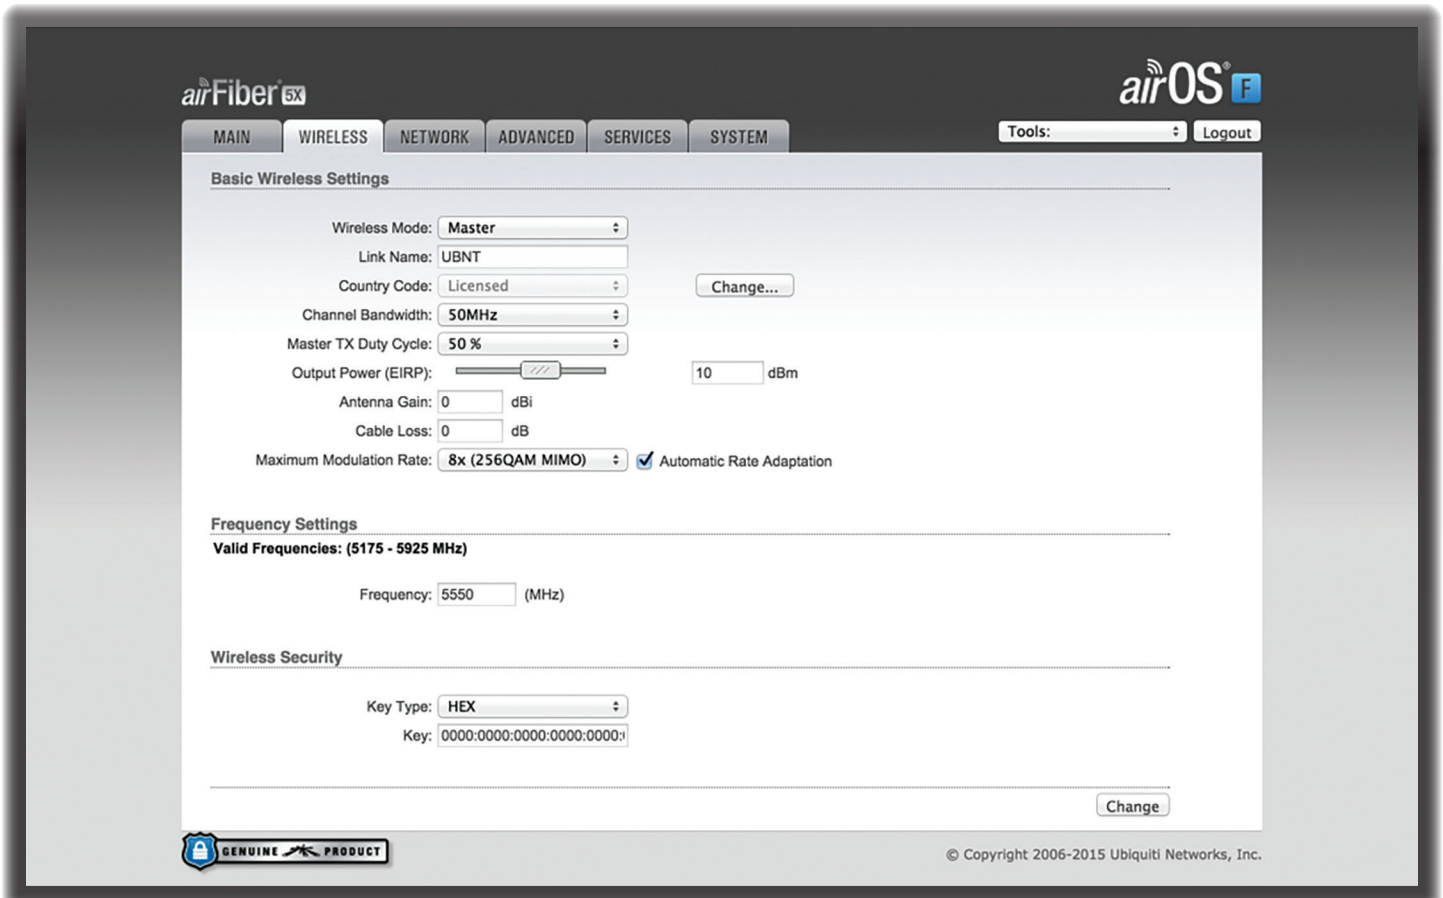 airFiber® 5X
airOS® F
MAIN WIRELESS NETWORK ADVANCED SERVICES SYSTEM
Tools: Logout
Basic Wireless Settings
Wireless Mode: Master
Link Name: UBNT
Country Code: Licensed Change...
Channel Bandwidth: 50MHz
Master TX Duty Cycle: 50 %
Output Power (EIRP): 10 dBm
Antenna Gain: 0 dBi
Cable Loss: 0 dB
Maximum Modulation Rate: 8x (256QAM MIMO) Automatic Rate Adaptation
Frequency Settings
Valid Frequencies: (5175 - 5925 MHz)
Frequency: 5550 (MHz)
Wireless Security
Key Type: HEX
Key: 0000:0000:0000:0000:0000:
Change
GENUINE PRODUCT
© Copyright 2006-2015 Ubiquiti Networks, Inc.